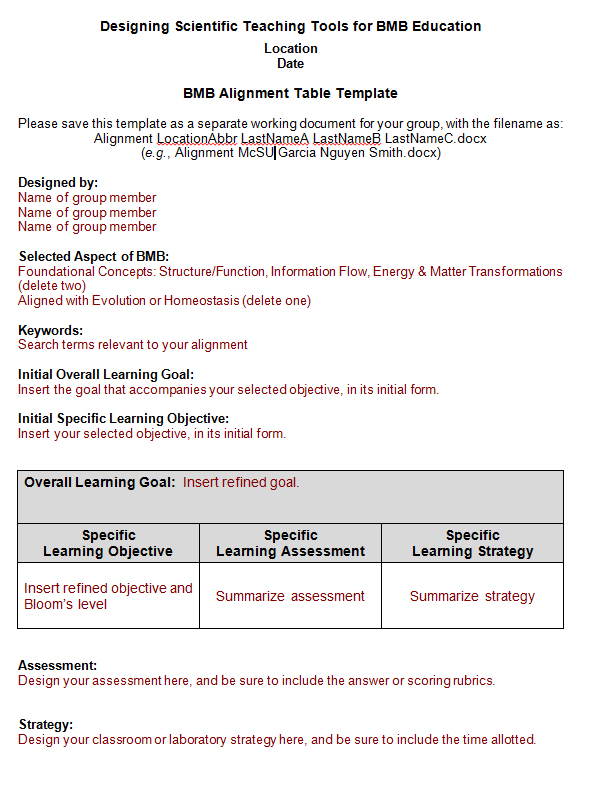 Designing Scientific Teaching Tools for BMB Education
Location
Date
BMB Alignment Table Template
Please save this template as a separate working document for your group, with the filename as:
Alignment LocationAbbr LastNameA LastNameB LastNameC.docx
(e.g., Alignment McSU Garcia Nguyen Smith.docx)
Designed by:
Name of group member
Name of group member
Name of group member
Selected Aspect of BMB:
Foundational Concepts: Structure/Function, Information Flow, Energy & Matter Transformations
(delete two)
Aligned with Evolution or Homeostasis (delete one)
Keywords:
Search terms relevant to your alignment
Initial Overall Learning Goal:
Insert the goal that accompanies your selected objective, in its initial form.
Initial Specific Learning Objective:
Insert your selected objective, in its initial form.
Overall Learning Goal: Insert refined goal.
Specific
Learning Objective
Specific
Learning Assessment
Specific
Learning Strategy
Insert refined objective and
Bloom's level
Summarize assessment
Summarize strategy
Assessment:
Design your assessment here, and be sure to include the answer or scoring rubrics.
Strategy:
Design your classroom or laboratory strategy here, and be sure to include the time allotted.